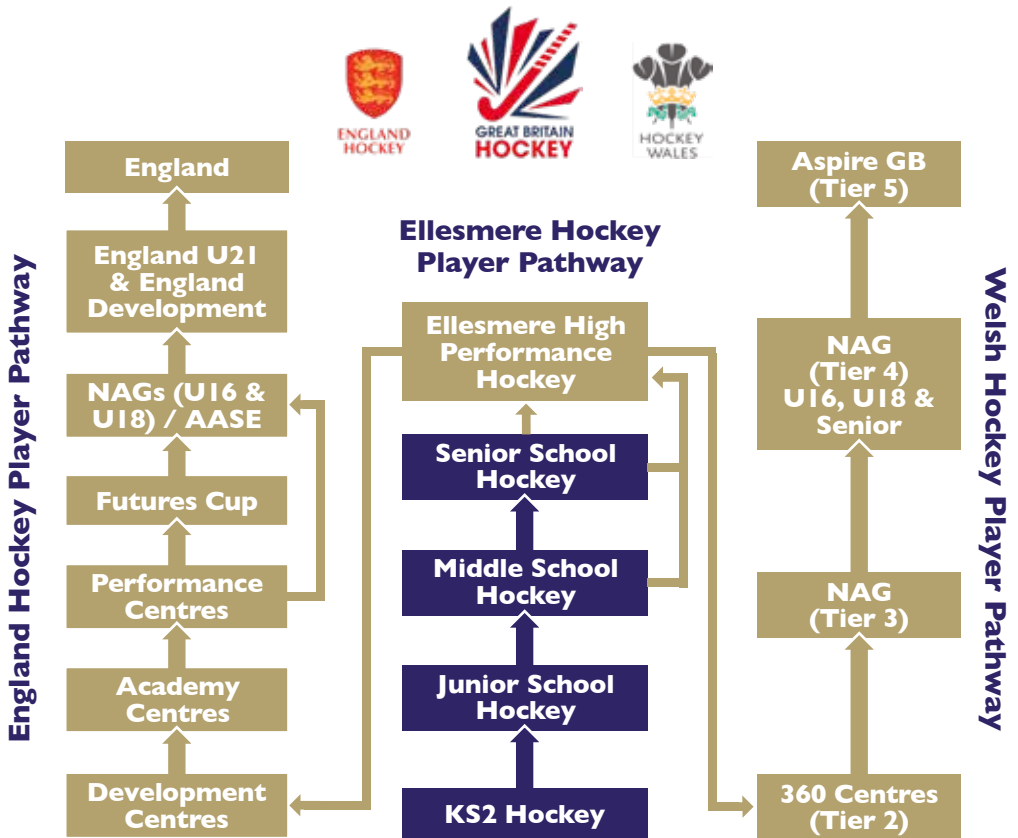 ENGLAND
HOCKEY
GREAT BRITAIN
HOCKEY
HOCKEY
WALES
England Hockey Player Pathway
England
England U21
& England
Development
NAGs (U16 &
U18) / AASE
Futures Cup
Performance
Centres
Academy
Centres
Development
Centres
Ellesmere Hockey
Player Pathway
Ellesmere High
Performance
Hockey
Senior School
Hockey
Middle School
Hockey
Junior School
Hockey
KS2 Hockey
Aspire GB
(Tier 5)
NAG
(Tier 4)
U16, U18 &
Senior
NAG
(Tier 3)
360 Centres
(Tier 2)
Welsh Hockey Player Pathway